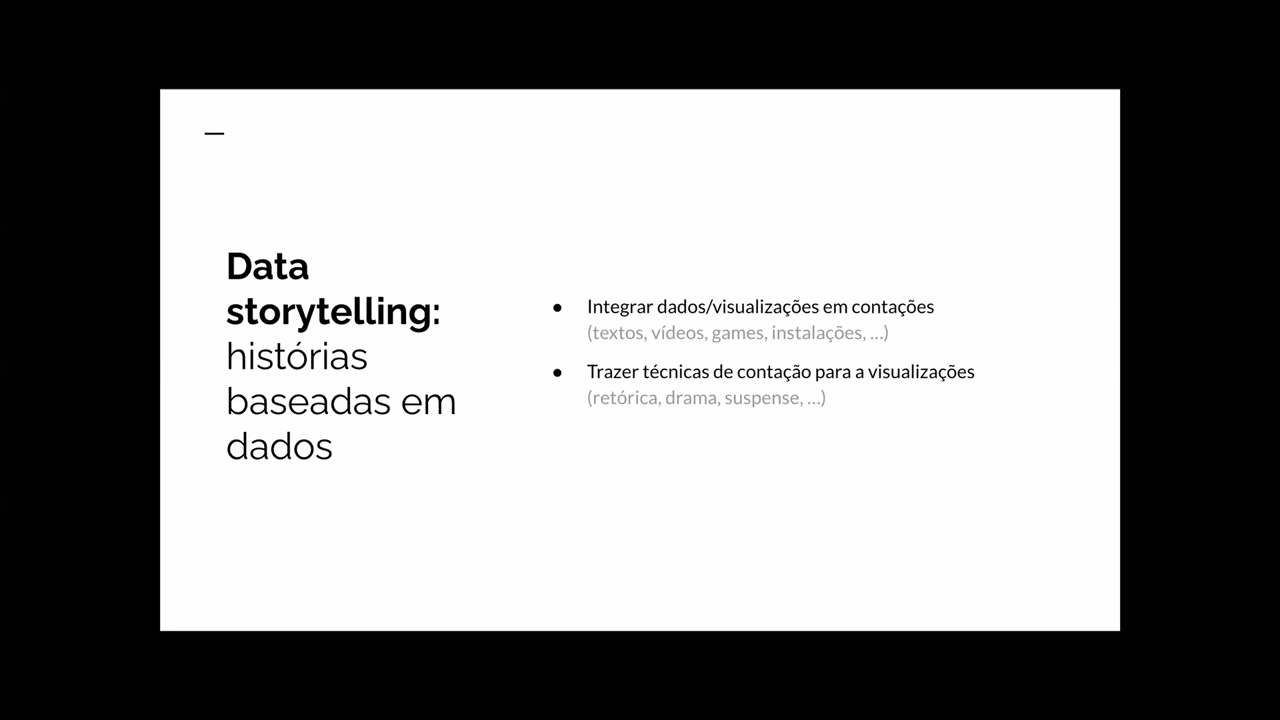 Data
storytelling:
histórias
baseadas em
dados
● Integrar dados/visualizações em contações
(textos, vídeos, games, instalações, ...)
● Trazer técnicas de contação para a visualizações
(retórica, drama, suspense, ...)